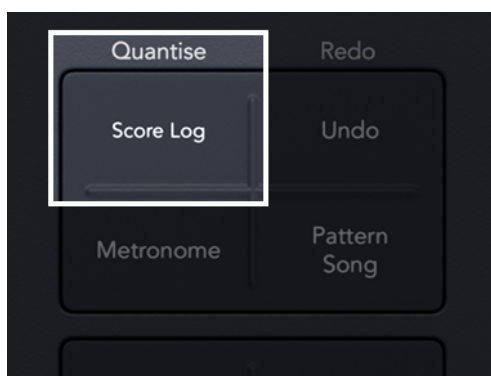 Quantise
Redo
Score Log
Undo
Metronome
Pattern
Song